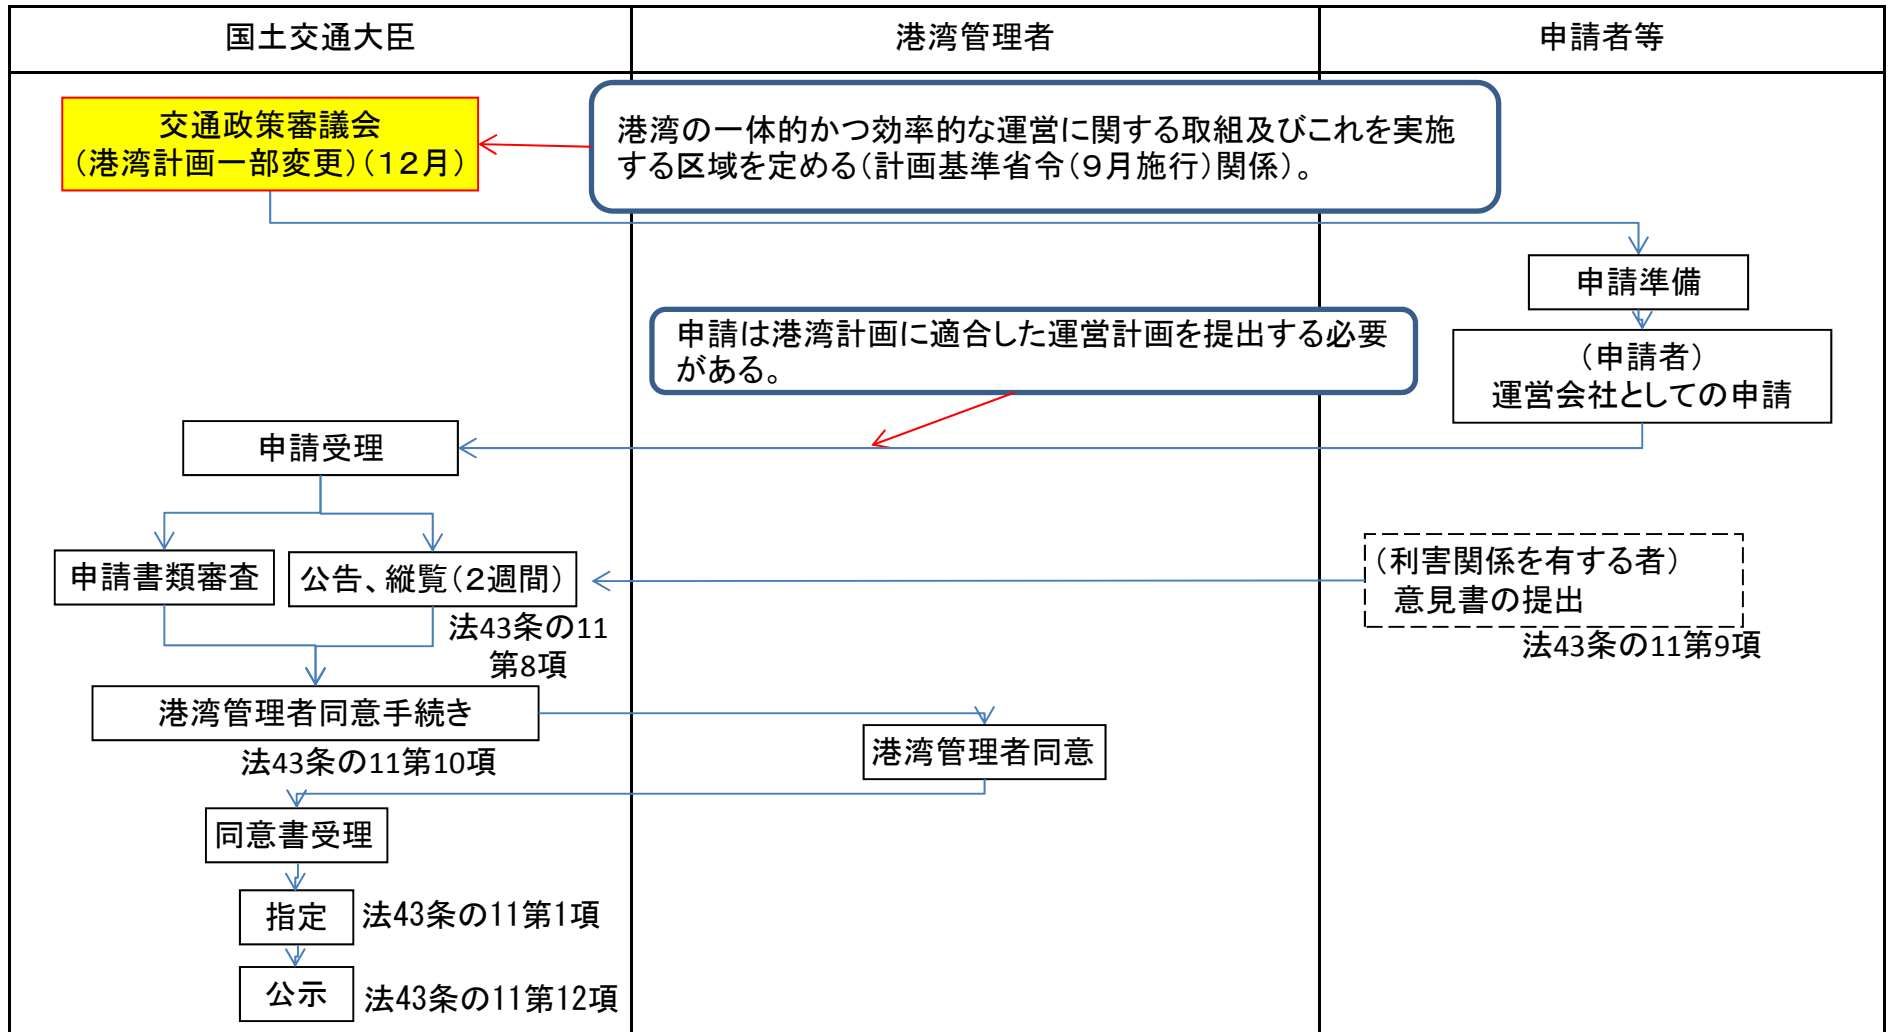 国土交通大臣
港湾管理者
申請者等
交通政策審議会
（港湾計画一部変更）（１２月）
港湾の一体的かつ効率的な運営に関する取組及びこれを実施
する区域を定める（計画基準省令（９月施行）関係）。
申請準備
申請は港湾計画に適合した運営計画を提出する必要
がある。
（申請者）
運営会社としての申請
申請受理
申請書類審査
公告、縦覧（２週間）
（利害関係を有する者）
意見書の提出
法43条の11
第8項
法43条の11第9項
港湾管理者同意手続き
法43条の11第10項
港湾管理者同意
同意書受理
指定
法43条の11第1項
公示
法43条の11第12項